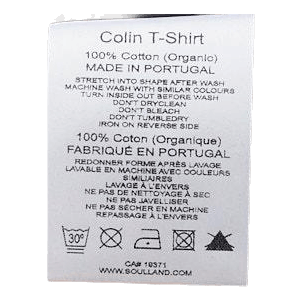 Colin T-Shirt
100% Cotton (Organic)
MADE IN PORTUGAL
STRETCH INTO SHAPE AFTER WASH
MACHINE WASH WITH SIMILAR COLOURS
TURN INSIDE OUT BEFORE WASH
DON'T DRYCLEAN
DON'T BLEACH
DON'T TUMBLEDRY
IRON ON REVERSE SIDE
100% Coton (Organique)
FABRIQUÉ EN PORTUGAL
REDONNER FORME APRÈS LAVAGE
LAVABLE EN MACHINE AVEC COULEURS
LAVEZ À L'ENVERS
NE PAS DE NETTOYAGE À SEC
NE PAS JAVELLISER
NE PAS SÉCHER EN MACHINE
REPASSAGE À L'ENVERS
30°
CA# 19371
WWW.SOULLAND.COM